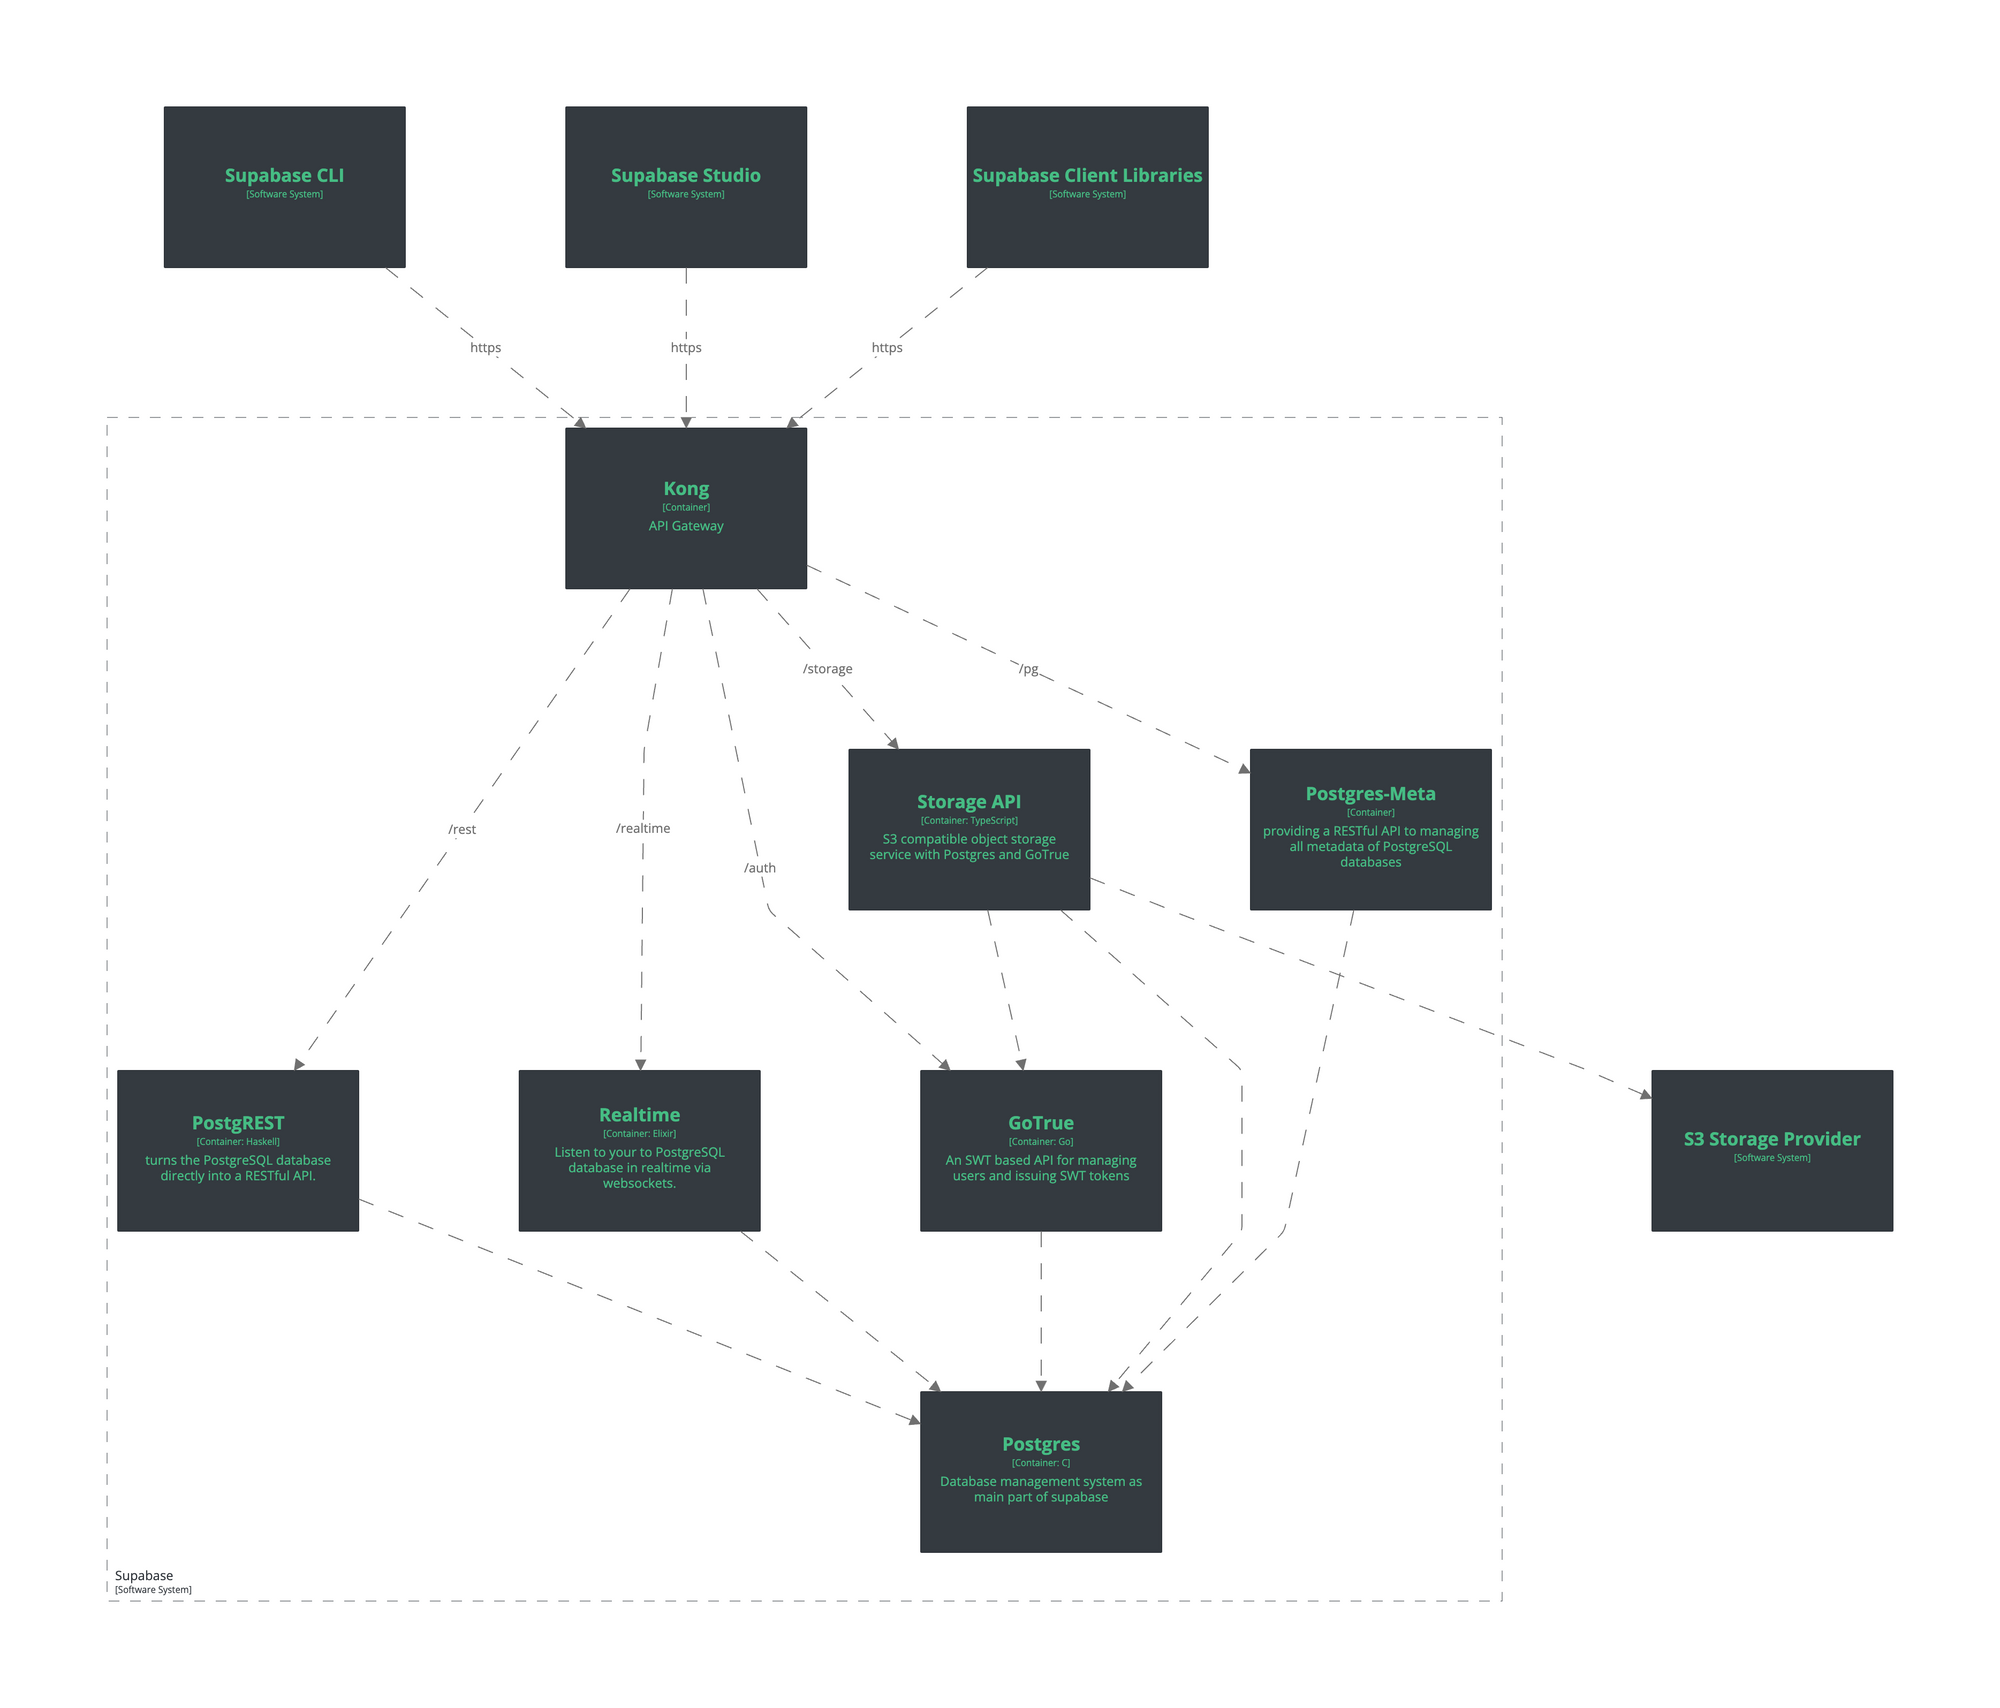 Supabase CLI
[Software System]
Supabase Studio
[Software System]
Supabase Client Libraries
[Software System]
https
https
https
Kong
[Container]
API Gateway
/storage
/pg
Storage API
[Container: TypeScript]
S3 compatible object storage
service with Postgres and GoTrue
Postgres-Meta
[Container]
providing a RESTful API to managing
all metadata of PostgreSQL
databases
/rest
/realtime
/auth
PostgREST
[Container: Haskell]
turns the PostgreSQL database
directly into a RESTful API.
Realtime
[Container: Elixir]
Listen to your to PostgreSQL
database in realtime via
websockets.
GoTrue
[Container: Go]
An SWT based API for managing
users and issuing SWT tokens
S3 Storage Provider
[Software System]
Postgres
[Container: C]
Database management system as
main part of supabase
Supabase
[Software System]